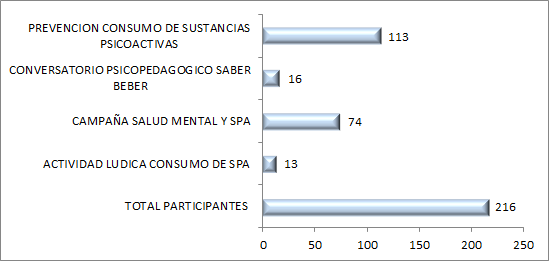 PREVENCION CONSUMO DE SUSTANCIAS
PSICOACTIVAS
113
CONVERSATORIO PSICOPEDAGOGICO SABER
BEBER
16
CAMPAÑA SALUD MENTAL Y SPA
74
ACTIVIDAD LUDICA CONSUMO DE SPA
13
TOTAL PARTICIPANTES
216
0 50 100 150 200 250